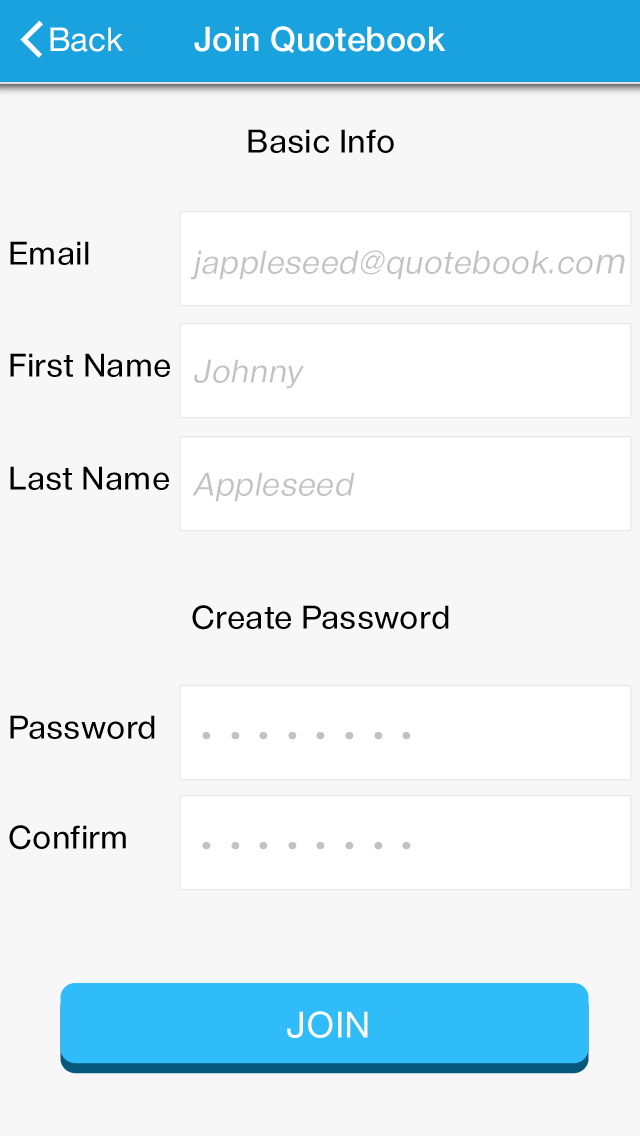 Back Join Quotebook
Basic Info
Email jappleseed@quotebook.com
First Name Johnny
Last Name Appleseed
Create Password
Password ........
Confirm ........
JOIN